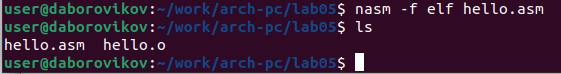 user@daborovikov:~/work/arch-pc/lab05$ nasm -f elf hello.asm
user@daborovikov:~/work/arch-pc/lab05$ ls
hello.asm  hello.o
user@daborovikov:~/work/arch-pc/lab05$